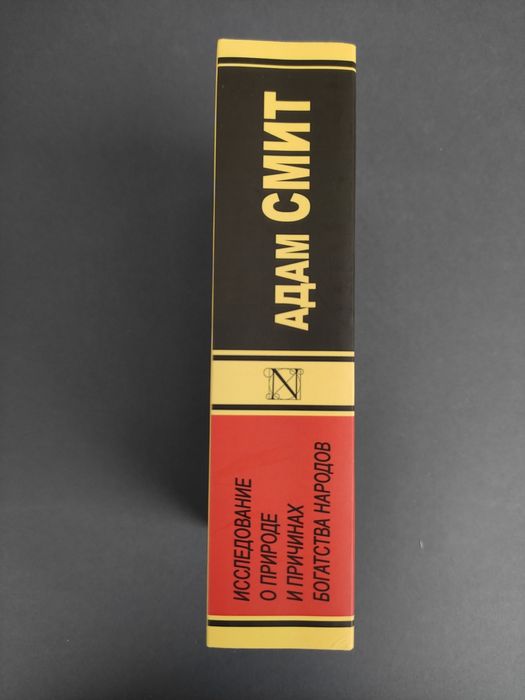 АДАМ СМИТ
N
ИССЛЕДОВАНИЕ
О ПРИРОДЕ
И ПРИЧИНАХ
БОГАТСТВА НАРОДОВ